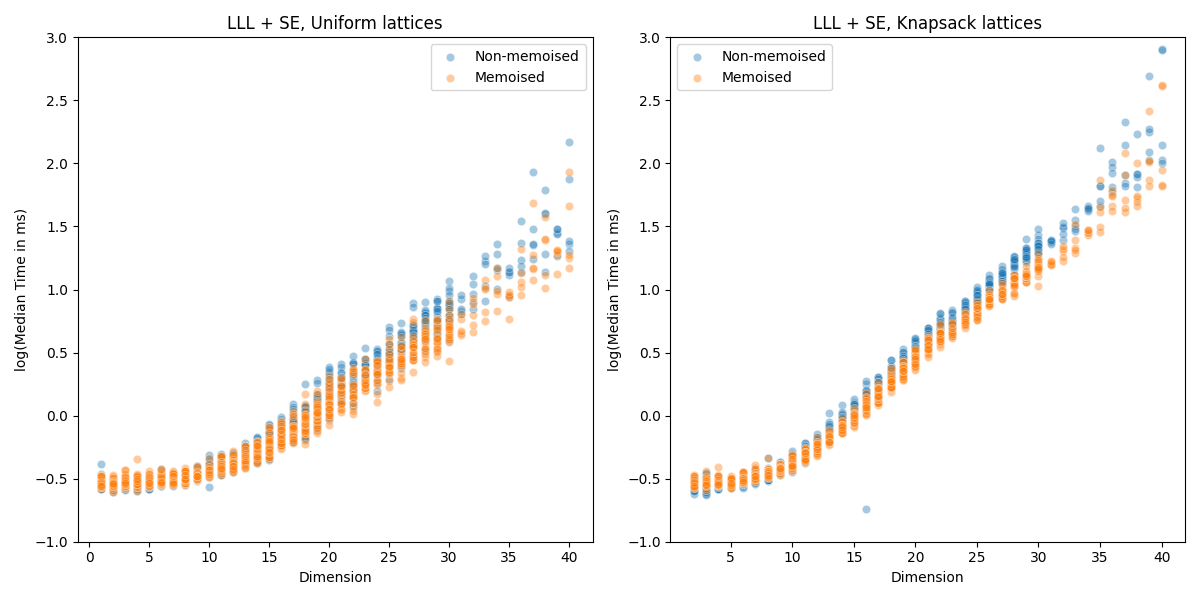 LLL + SE, Uniform lattices
3.0
2.5
2.0
1.5
1.0
0.5
0.0
−0.5
−1.0
log(Median Time in ms)
Non-memoised
Memoised
0 5 10 15 20 25 30 35 40
Dimension
LLL + SE, Knapsack lattices
3.0
2.5
2.0
1.5
1.0
0.5
0.0
−0.5
−1.0
log(Median Time in ms)
Non-memoised
Memoised
5 10 15 20 25 30 35 40
Dimension